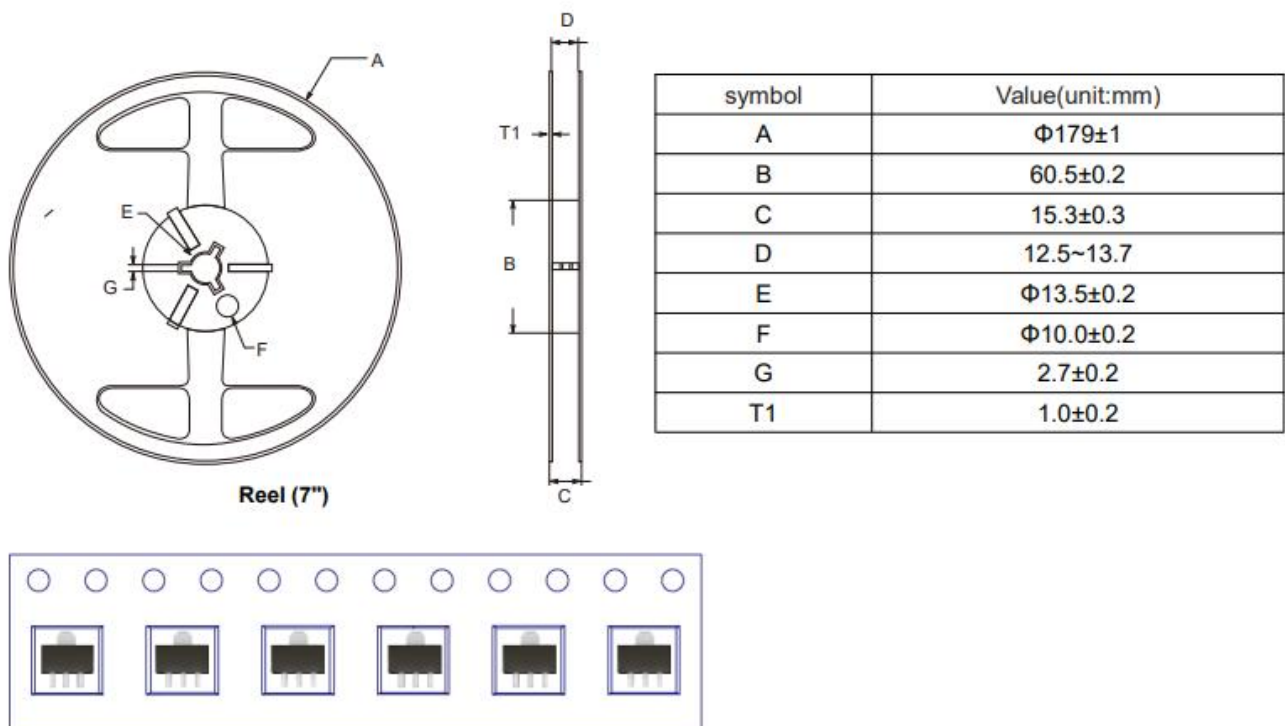 D
A
T1
E
B
G
F
Reel (7")
C
symbol Value(unit:mm)
A Φ179±1
B 60.5±0.2
C 15.3±0.3
D 12.5~13.7
E Φ13.5±0.2
F Φ10.0±0.2
G 2.7±0.2
T1 1.0±0.2